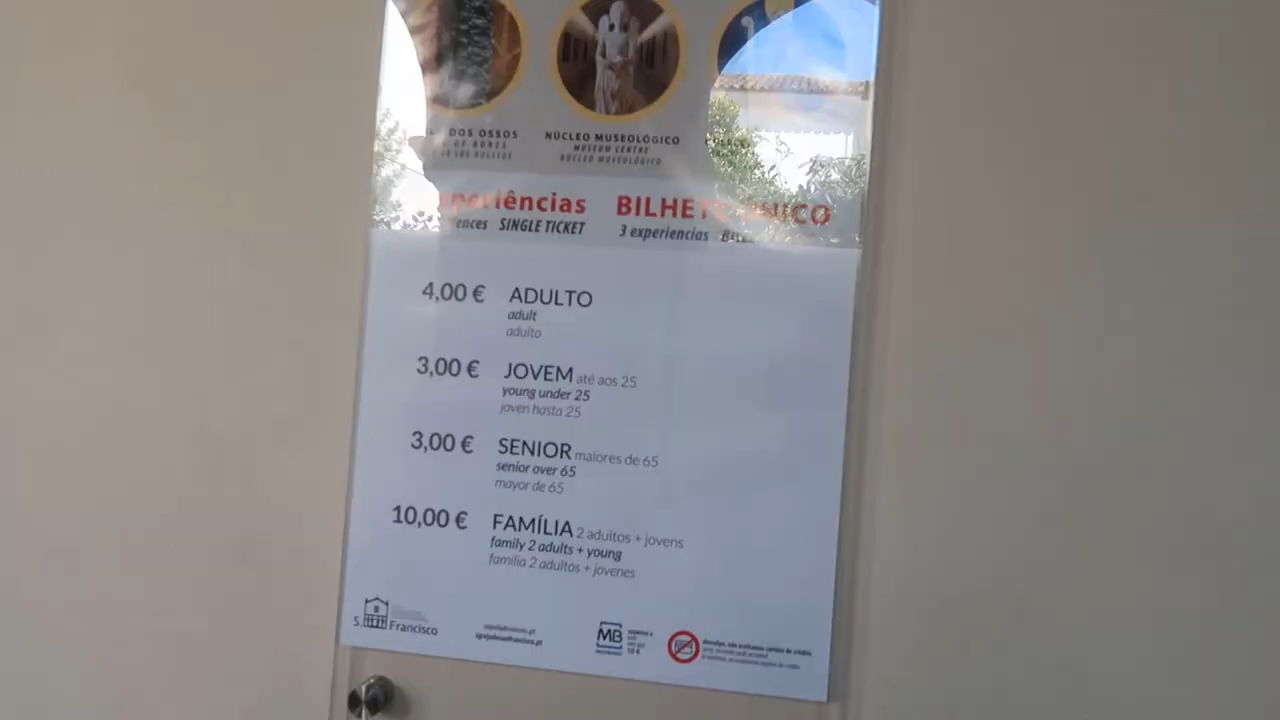 DOS OSSOS
NÚCLEO MUSEOLÓGICO
OF BONES
MUSEUM CENTRE
NÚCLEO MUSEOLÓGICO
BILHETE ÚNICO
SINGLE TICKET
3 experiencias
4,00 € ADULTO
adult
adulto
3,00 € JOVEM até aos 25
young under 25
joven hasta 25
3,00 € SENIOR maiores de 65
senior over 65
mayor de 65
10,00 € FAMÍLIA 2 adultos + jovens
family 2 adults + young
familia 2 adultos + jovenes
S. Francisco
MB
10 €